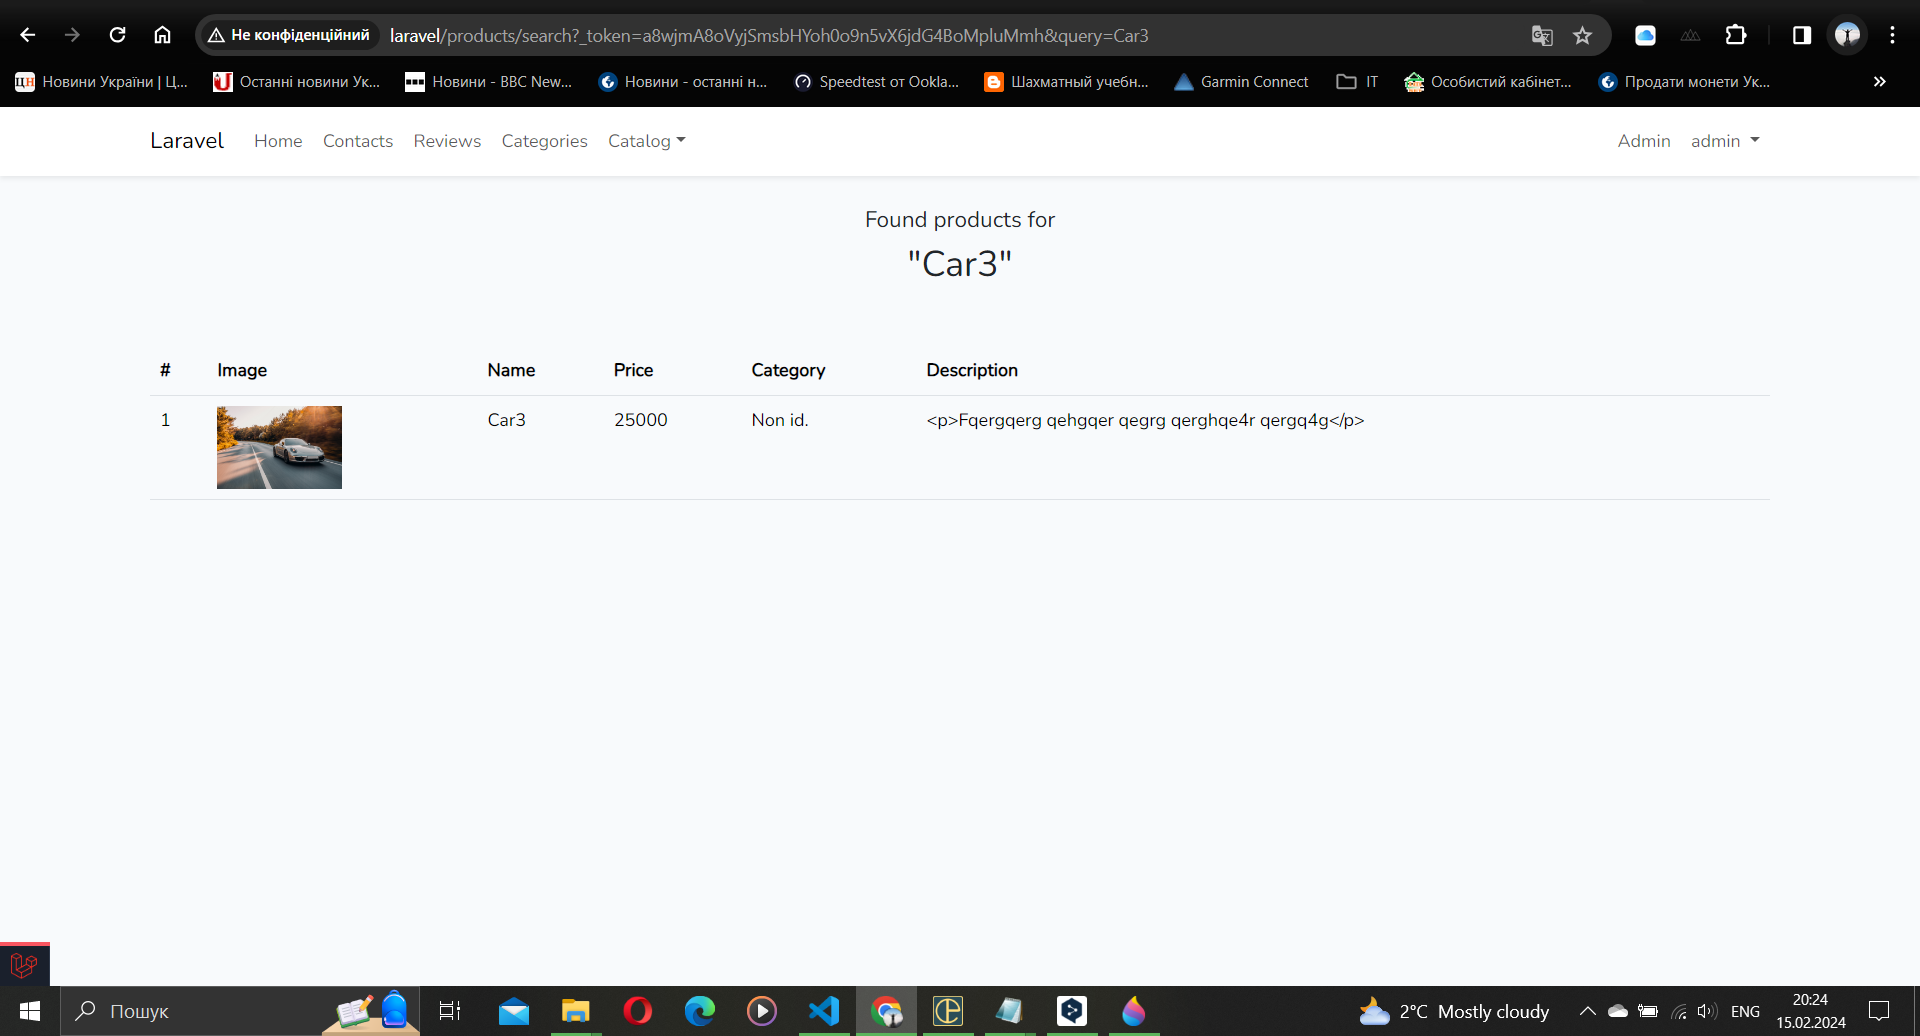 Не конфіденційний
laravel/products/search?_token=a8wjmA8oVyjSmsbHYoh0o9n5vX6jdG4BoMpluMmh&query=Car3
Новини України | Ц...
Останні новини Ук...
Новини - BBC New...
Новини - останні н...
Speedtest от Ookla...
Шахматный учебн...
Garmin Connect
IT
Особистий кабінет...
Продати монети Ук...
Laravel Home Contacts Reviews Categories Catalog Admin admin
Found products for
"Car3"
# Image Name Price Category Description
1 Car3 25000 Non id. <p>Fqergqerg qehgqer qegrg qerghqe4r qergq4g</p>
Пошук
2°C Mostly cloudy
ENG
20:24
15.02.2024